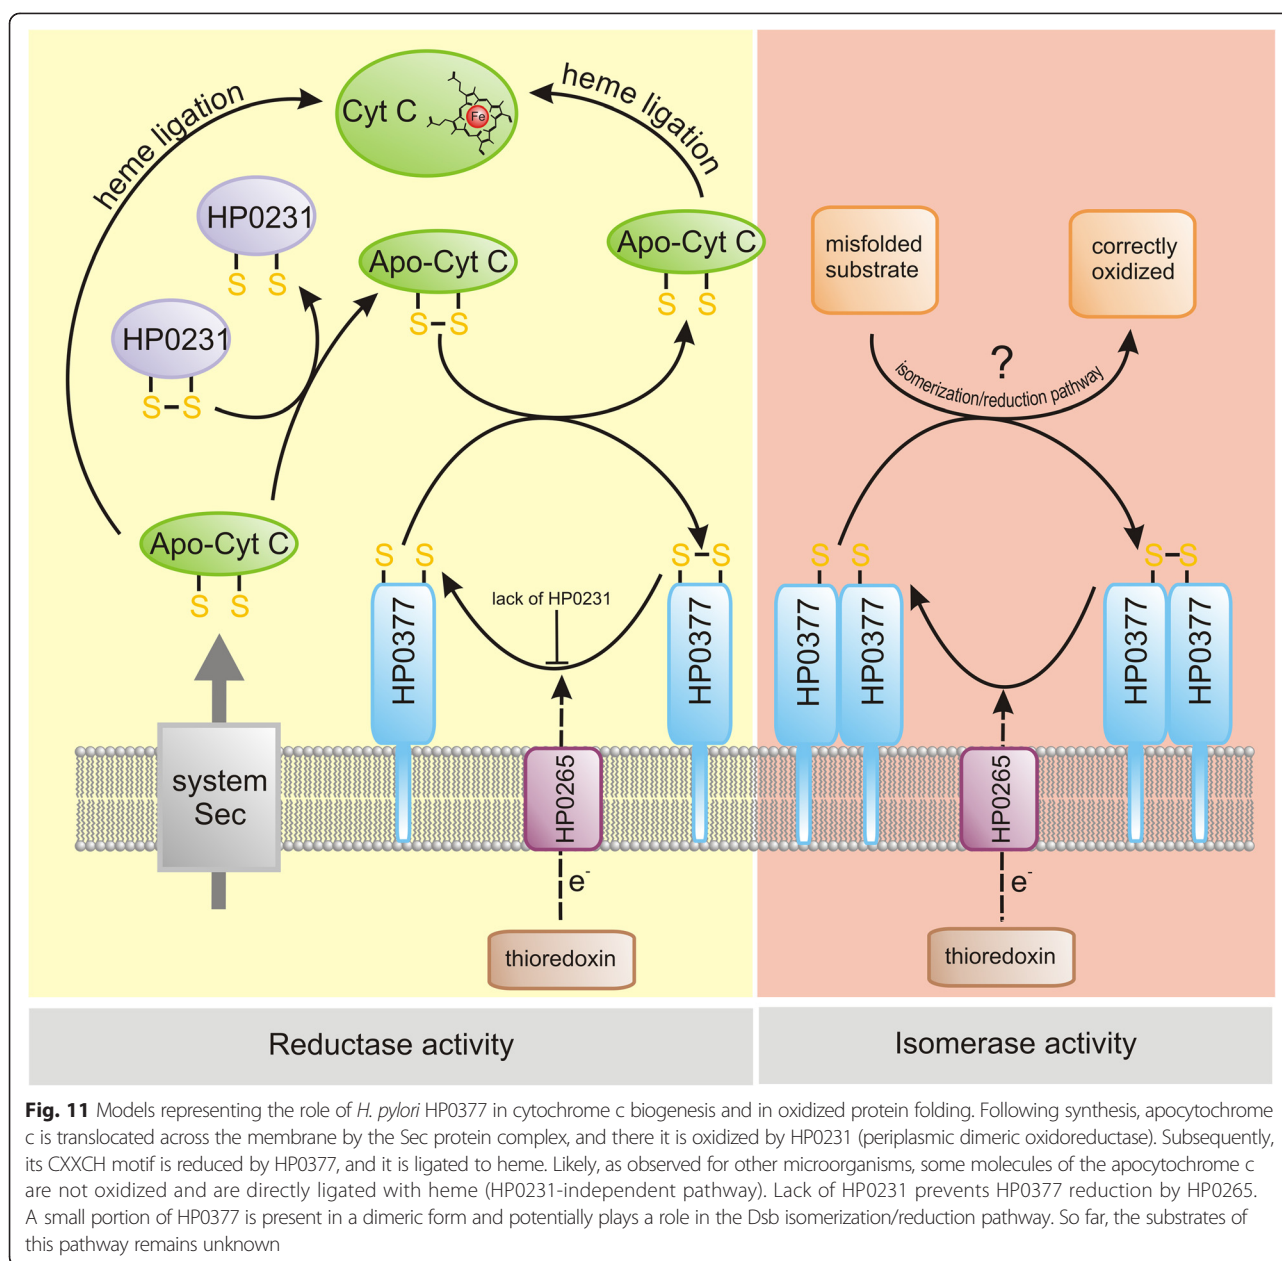 heme ligation
Cyt C
Fe
heme ligation
HP0231
S S
HP0231
S-S
Apo-Cyt C
S-S
Apo-Cyt C
S S
misfolded
substrate
correctly
oxidized
?
isomerization/reduction pathway
Apo-Cyt C
S S
S S
HP0377
lack of HP0231
S-S
HP0377
S S
HP0377
HP0377
S-S
HP0377
HP0377
system
Sec
HP0265
e-
thioredoxin
HP0265
e-
thioredoxin
Reductase activity
Isomerase activity
Fig. 11 Models representing the role of H. pylori HP0377 in cytochrome c biogenesis and in oxidized protein folding. Following synthesis, apocytochrome
c is translocated across the membrane by the Sec protein complex, and there it is oxidized by HP0231 (periplasmic dimeric oxidoreductase). Subsequently,
its CXXCH motif is reduced by HP0377, and it is ligated to heme. Likely, as observed for other microorganisms, some molecules of the apocytochrome c
are not oxidized and are directly ligated with heme (HP0231-independent pathway). Lack of HP0231 prevents HP0377 reduction by HP0265.
A small portion of HP0377 is present in a dimeric form and potentially plays a role in the Dsb isomerization/reduction pathway. So far, the substrates of
this pathway remains unknown